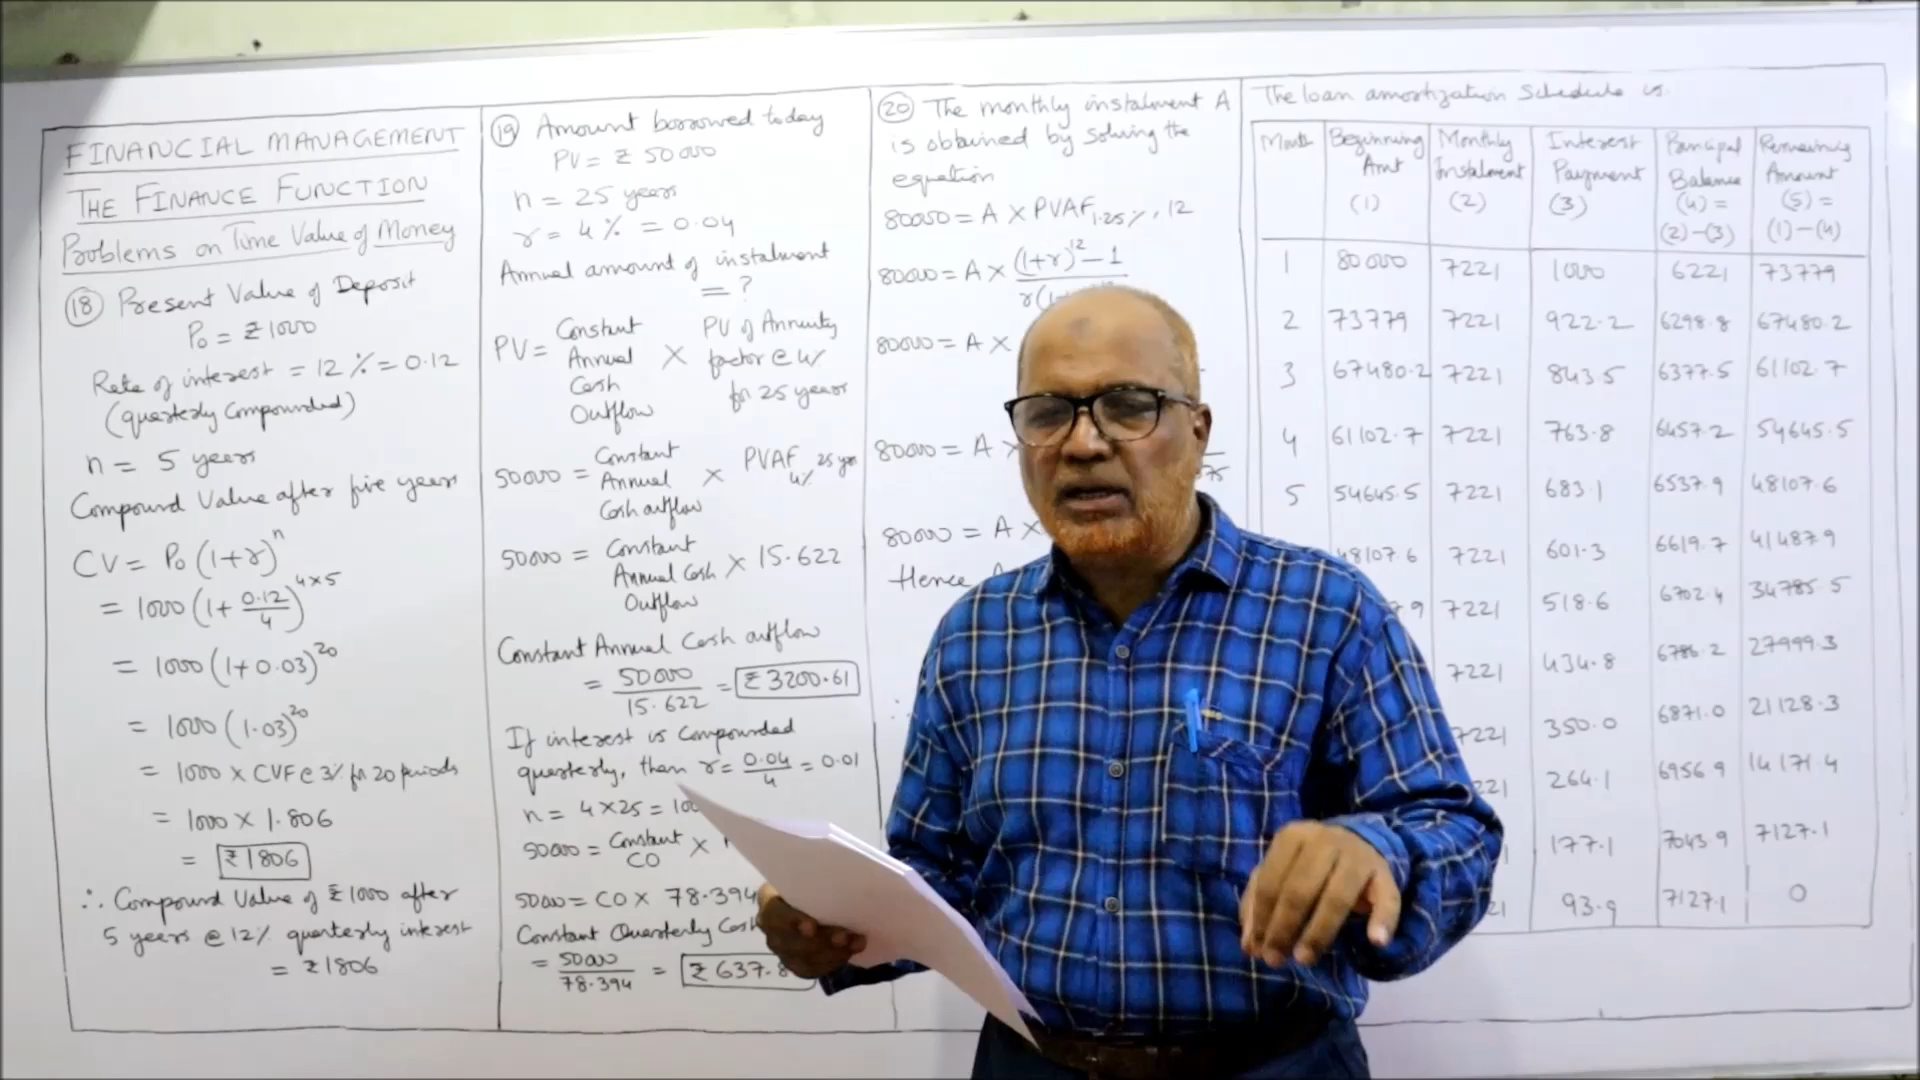 FINANCIAL MANAGEMENT
THE FINANCE FUNCTION
Problems on Time Value of Money
(18) Present Value of Deposit
P0 = ₹1000
Rate of interest = 12% = 0.12
(quarterly Compounded)
n = 5 years
Compound Value after five years
CV = P0 (1+r)^n
= 1000 (1 + 0.12/4)^4×5
= 1000 (1+0.03)^20
= 1000 (1.03)^20
= 1000 × CVF @ 3% for 20 periods
= 1000 × 1.806
= ₹1806
∴ Compound Value of ₹1000 after
5 years @ 12% quarterly interest
= ₹1806
(19) Amount borrowed today
PV = ₹ 50000
n = 25 years
r = 4% = 0.04
Annual amount of instalment
= ?
PV = Constant Annual Cash Outflow × PV of Annuity factor @ 4% for 25 years
50000 = Constant Annual Cash outflow × PVAF 4% 25 yrs
50000 = Constant Annual Cash Outflow × 15.622
Constant Annual Cash outflow
= 50000/15.622 = ₹3200.61
If interest is Compounded
quarterly, then r = 0.04/4 = 0.01
n = 4×25 = 100
50000 = Constant CO ×
50000 = CO × 78.394
Constant Quarterly Cash
= 50000/78.394 = ₹637.8
(20) The monthly instalment A
is obtained by solving the
equation
80000 = A × PVAF 1.25%, 12
80000 = A × (1+r)^12 − 1
r(1
80000 = A ×
80000 = A ×
75
80000 = A ×
Hence
∴
The loan amortization Schedule is
Month | Beginning Amt (1) | Monthly Instalment (2) | Interest Payment (3) | Principal Balance (4) = (2)−(3) | Remaining Amount (5) = (1)−(4)
1 80000 7221 1000 6221 73779
2 73779 7221 922.2 6298.8 67480.2
3 67480.2 7221 843.5 6377.5 61102.7
4 61102.7 7221 763.8 6457.2 54645.5
5 54645.5 7221 683.1 6537.9 48107.6
48107.6 7221 601.3 6619.7 41487.9
7.9 7221 518.6 6702.4 34785.5
7221 434.8 6786.2 27999.3
7221 350.0 6871.0 21128.3
221 264.1 6956.9 14171.4
1 177.1 7043.9 7127.1
21 93.9 7127.1 0